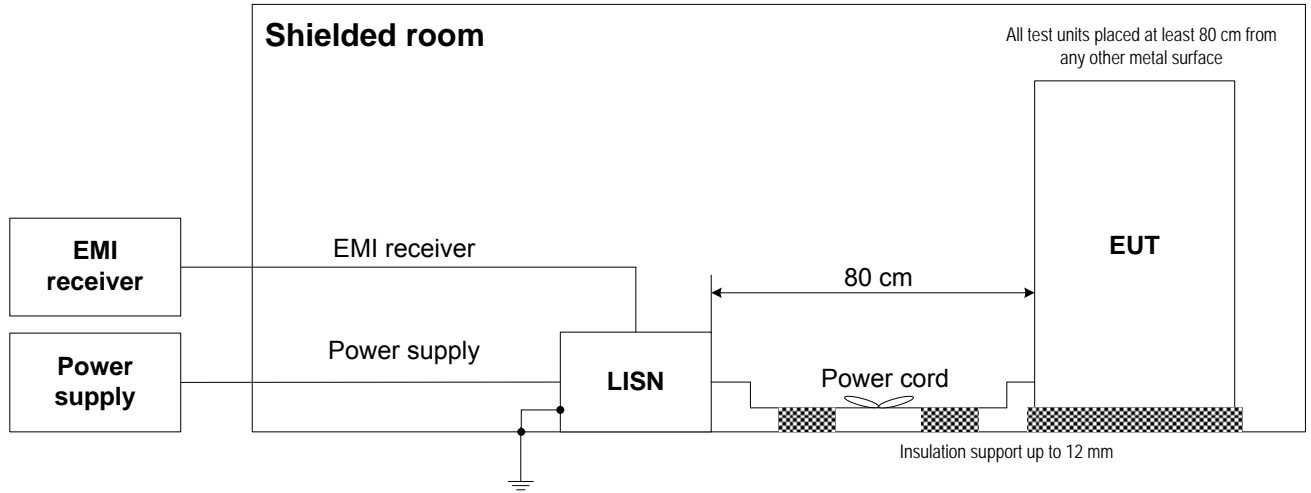 Shielded room
All test units placed at least 80 cm from
any other metal surface
EMI
receiver
EMI receiver
80 cm
EUT
Power
supply
Power supply
LISN
Power cord
Insulation support up to 12 mm